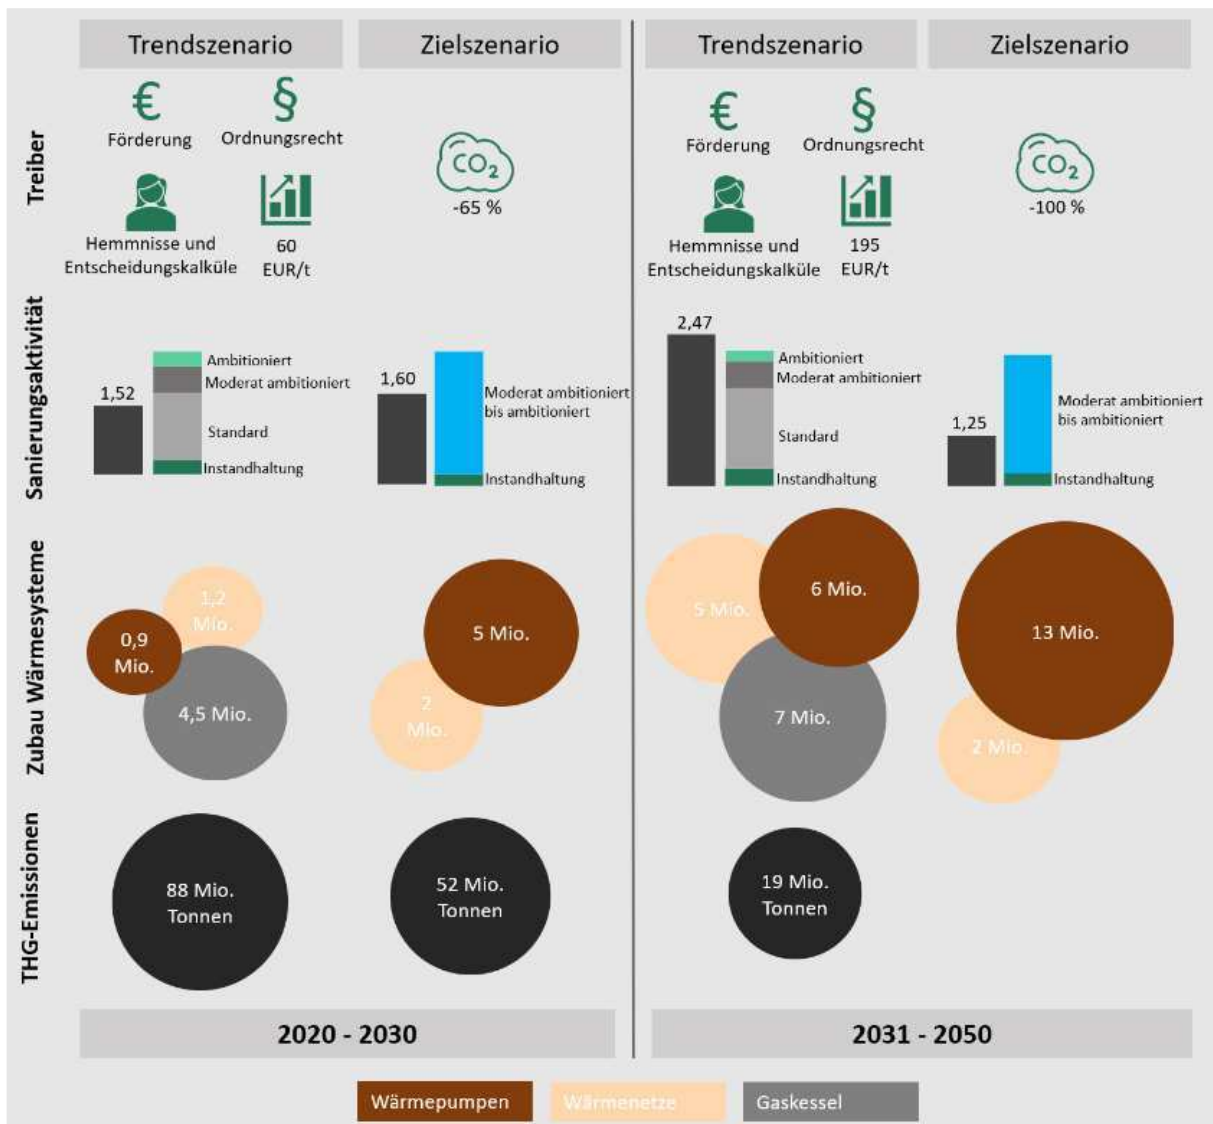 Trendszenario
Zielszenario
Trendszenario
Zielszenario
Treiber
€
§
Förderung
Ordnungsrecht
Hemmnisse und
Entscheidungskalküle
60
EUR/t
CO₂
-65 %
€
§
Förderung
Ordnungsrecht
Hemmnisse und
Entscheidungskalküle
195
EUR/t
CO₂
-100 %
Sanierungsaktivität
1,52
Ambitioniert
Moderat ambitioniert
Standard
Instandhaltung
1,60
Moderat ambitioniert
bis ambitioniert
Instandhaltung
2,47
Ambitioniert
Moderat ambitioniert
Standard
Instandhaltung
1,25
Moderat ambitioniert
bis ambitioniert
Instandhaltung
Zubau Wärmesysteme
1,2
Mio.
0,9
Mio.
4,5 Mio.
5 Mio.
2
Mio.
5 Mio.
6 Mio.
7 Mio.
13 Mio.
2 Mio.
THG-Emissionen
88 Mio.
Tonnen
52 Mio.
Tonnen
19 Mio.
Tonnen
2020 - 2030
2031 - 2050
Wärmepumpen
Wärmenetze
Gaskessel